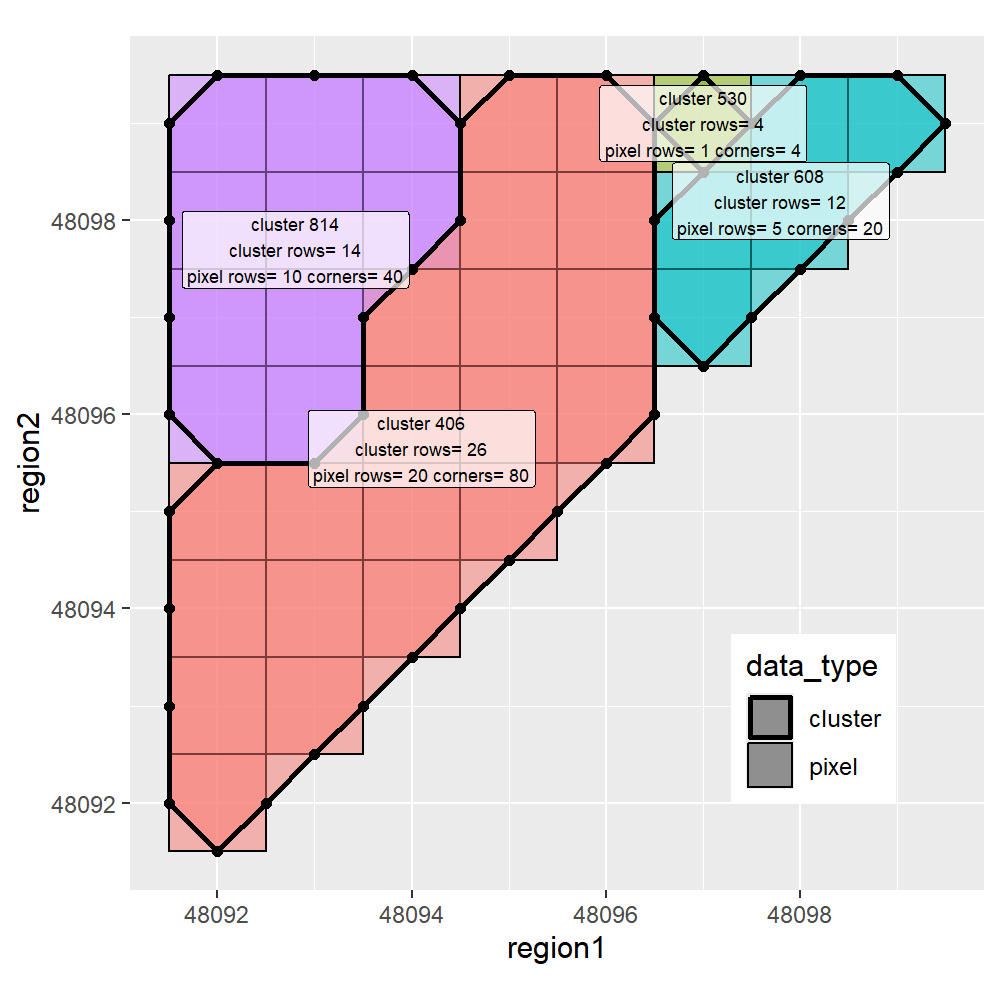 cluster 530
cluster rows= 4
pixel rows= 1 corners= 4
cluster 608
cluster rows= 12
pixel rows= 5 corners= 20
cluster 814
cluster rows= 14
pixel rows= 10 corners= 40
cluster 406
cluster rows= 26
pixel rows= 20 corners= 80
48098
48096
48094
48092
region2
data_type
cluster
pixel
48092
48094
48096
48098
region1